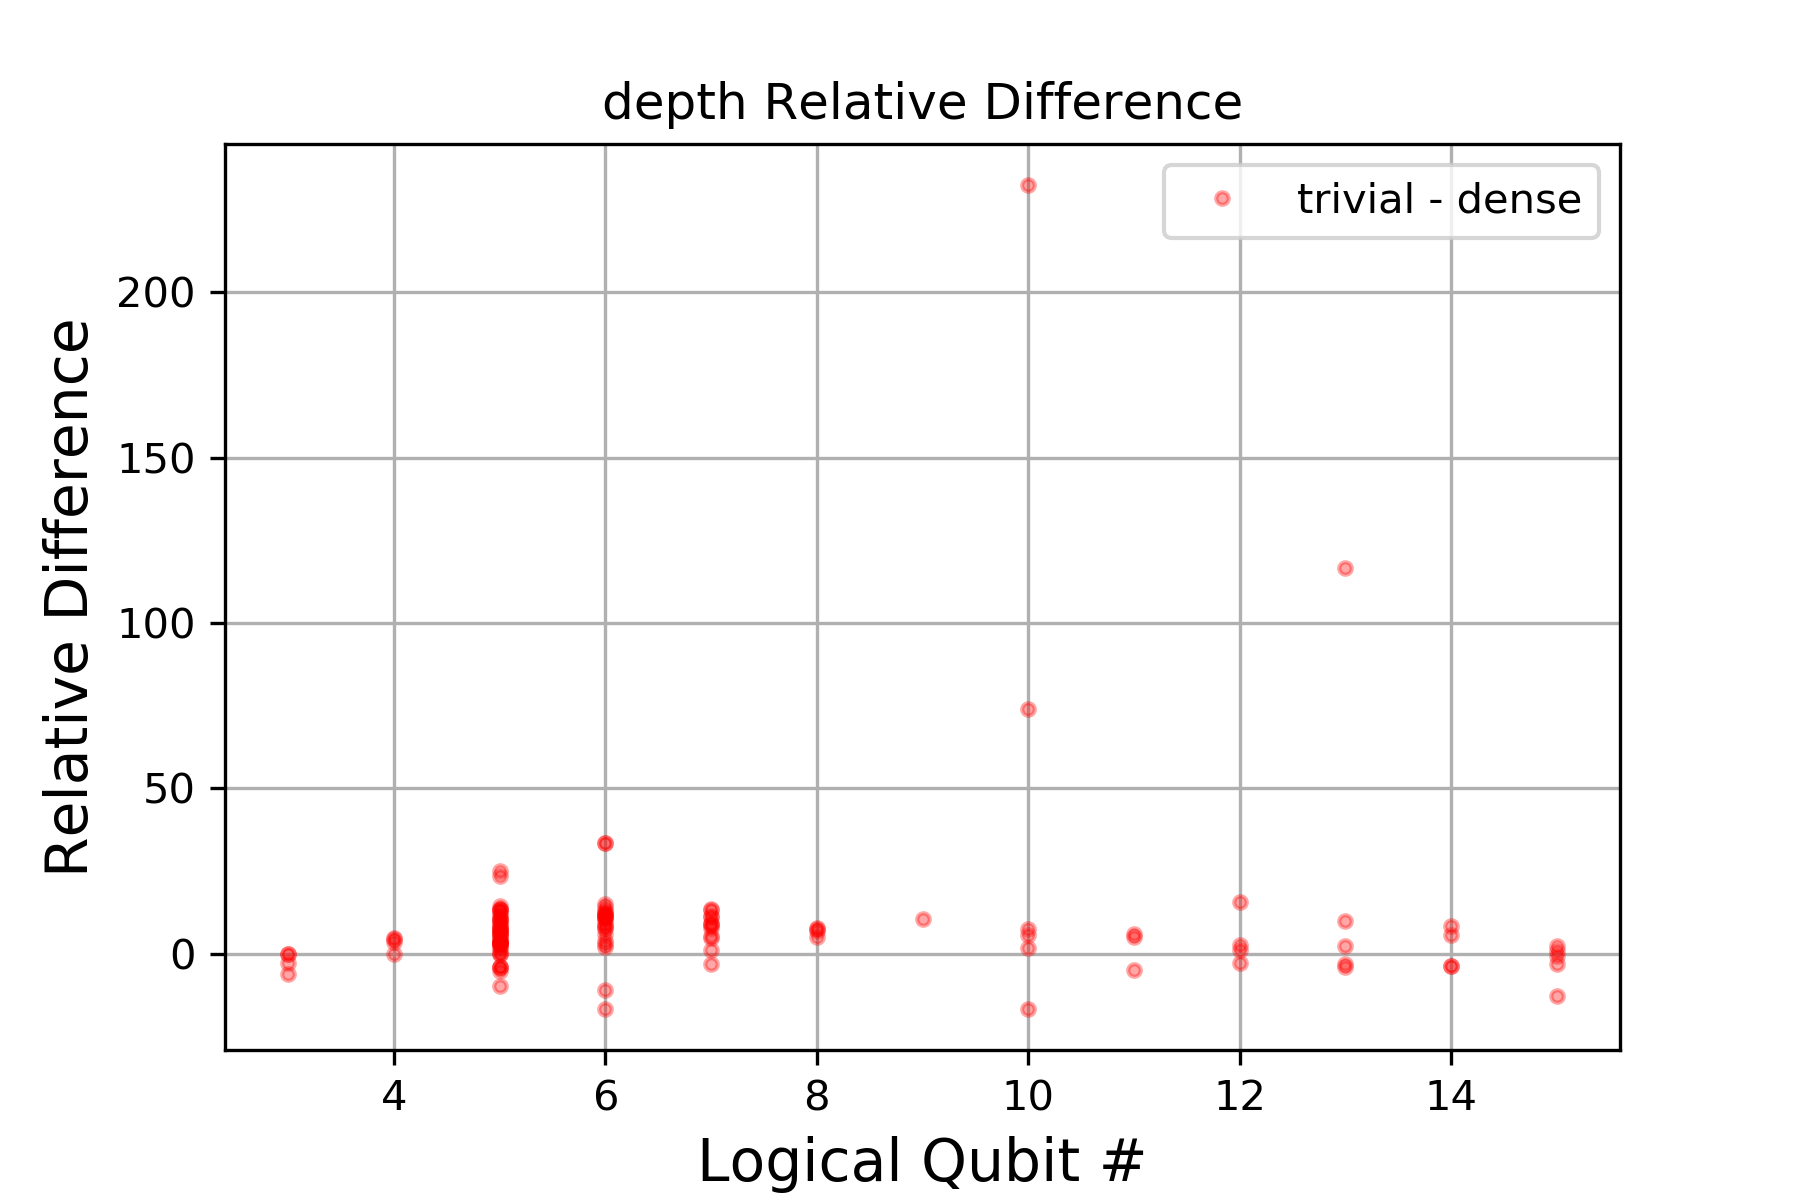 depth Relative Difference
trivial - dense
Relative Difference
200
150
100
50
0
4 6 8 10 12 14
Logical Qubit #